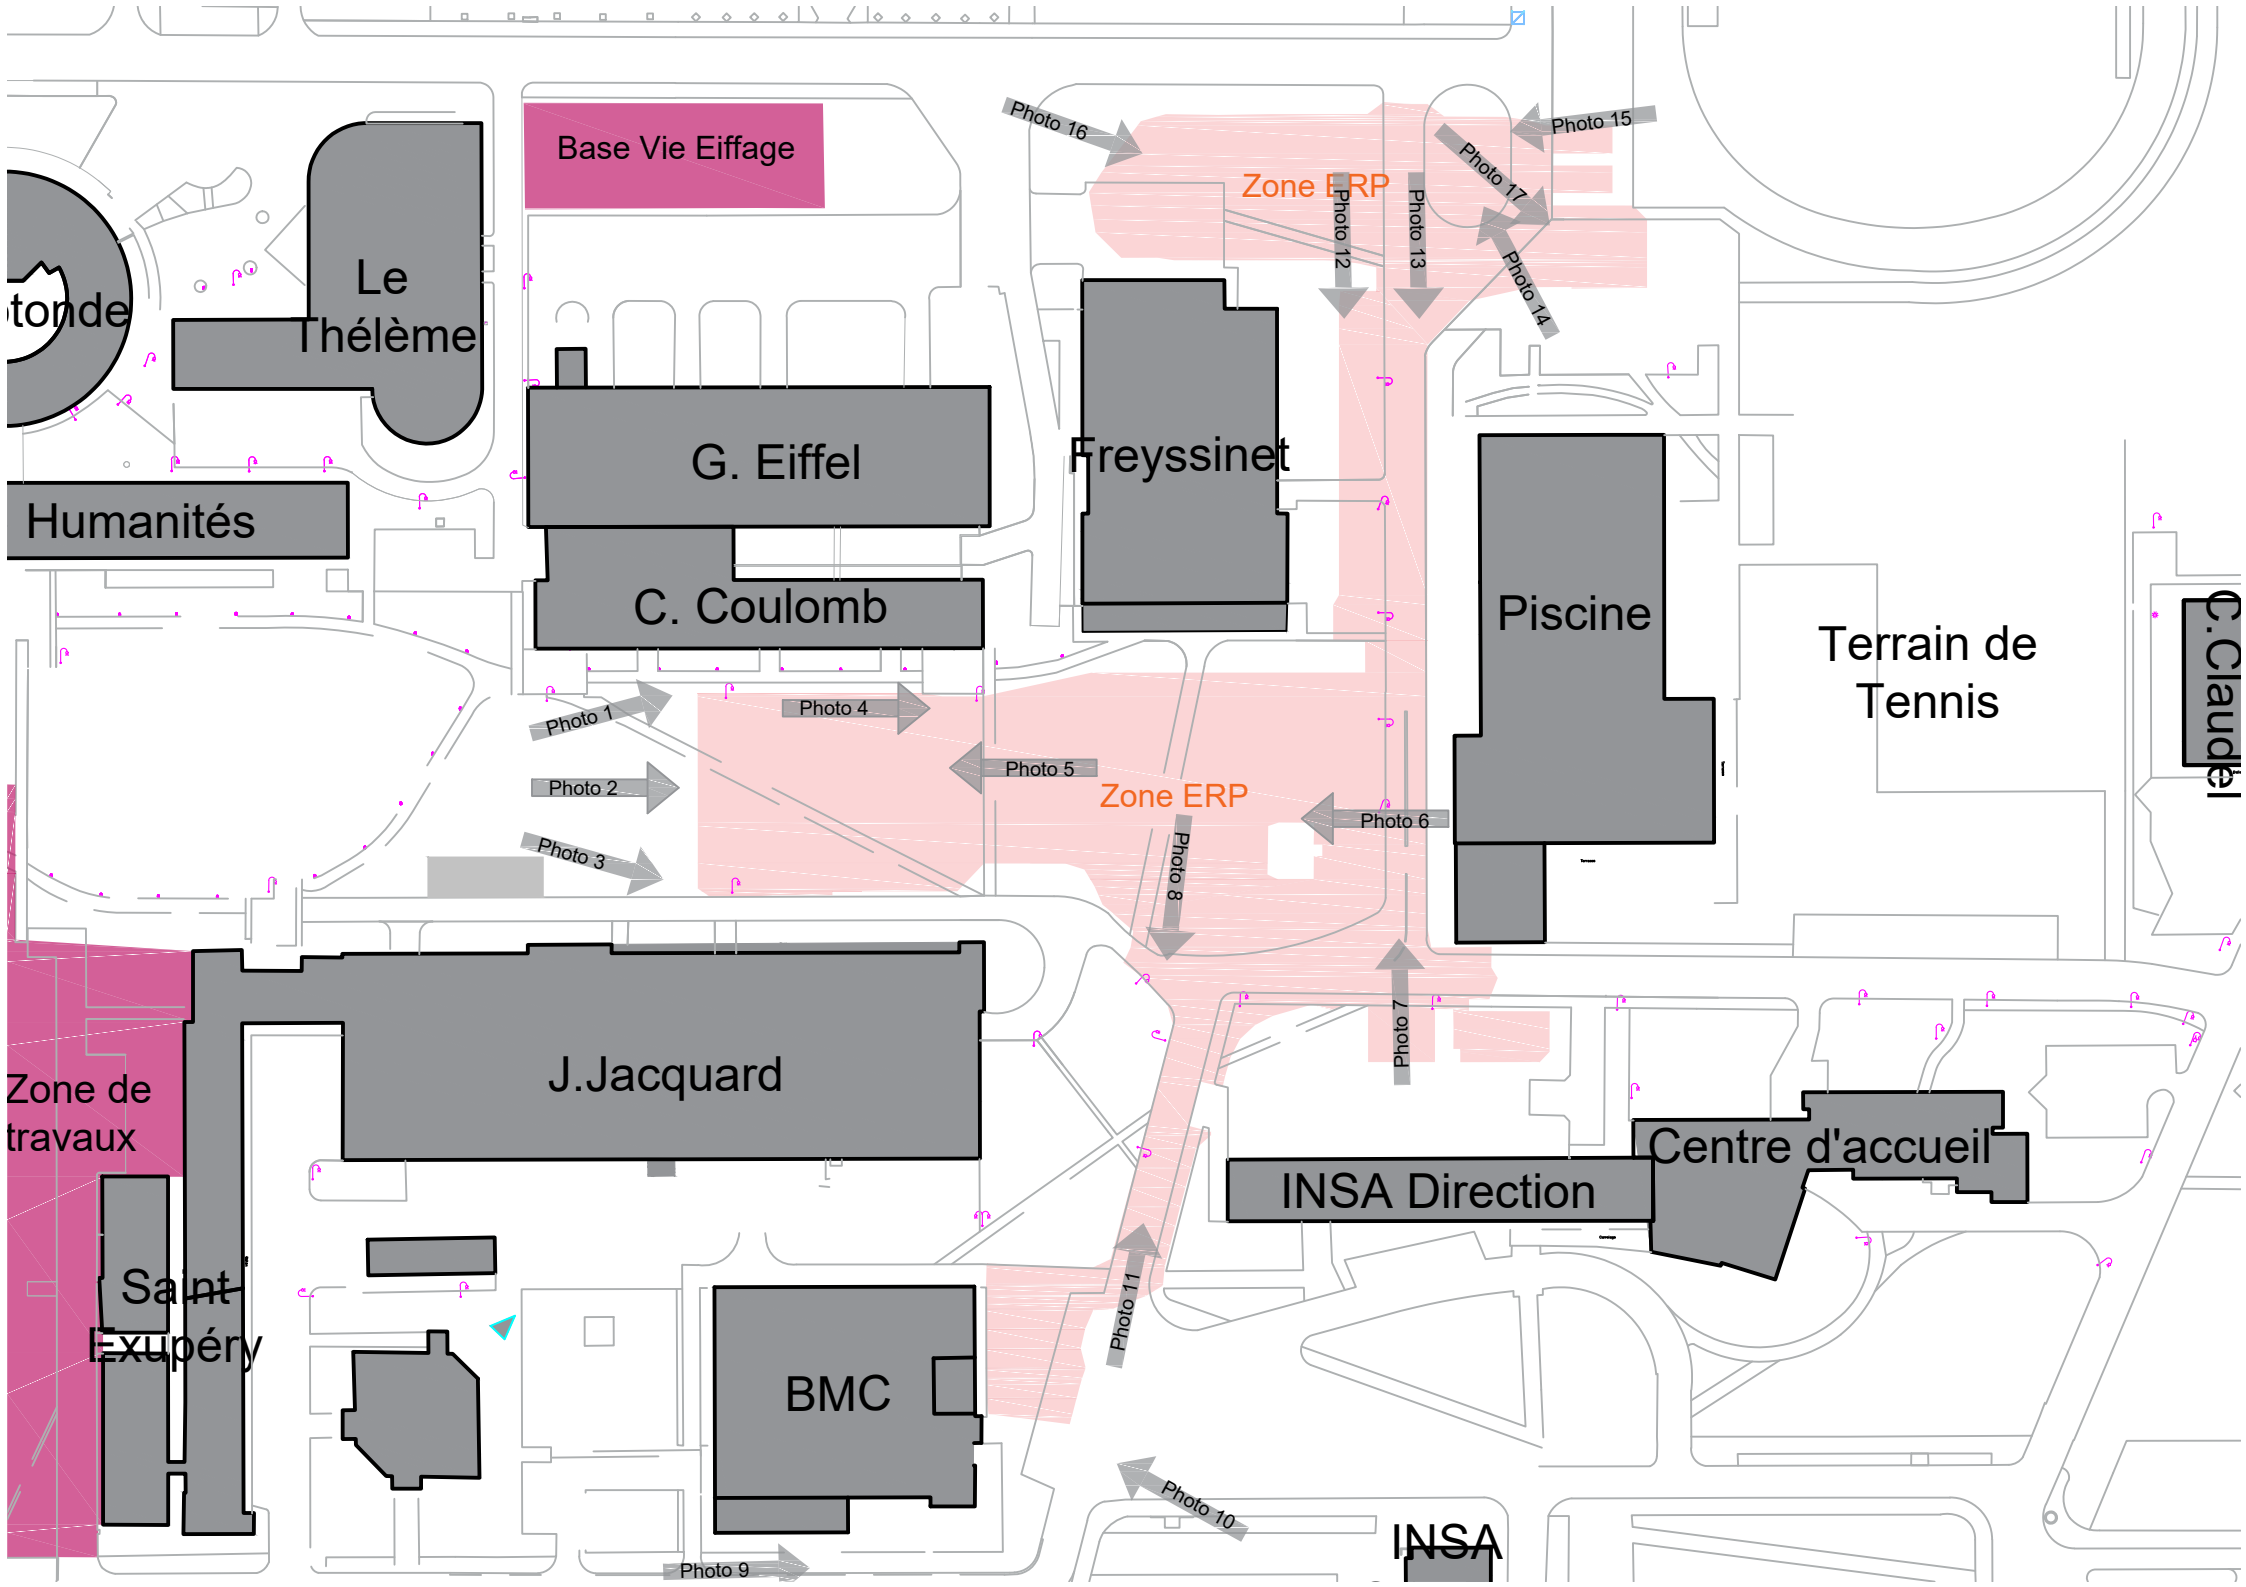 Photo 16
Photo 15
Base Vie Eiffage
Photo 17
Zone ERP
Photo 12
Photo 13
Photo 14
Le
Thélème
tonde
G. Eiffel
Freyssinet
Humanités
C. Coulomb
Piscine
Terrain de
Tennis
C.Claudel
Photo 1
Photo 4
Photo 5
Photo 2
Zone ERP
Photo 6
Photo 3
Photo 8
Photo 7
J.Jacquard
Zone de
travaux
Centre d'accueil
INSA Direction
Saint
Exupéry
Photo 11
BMC
Photo 10
INSA
Photo 9